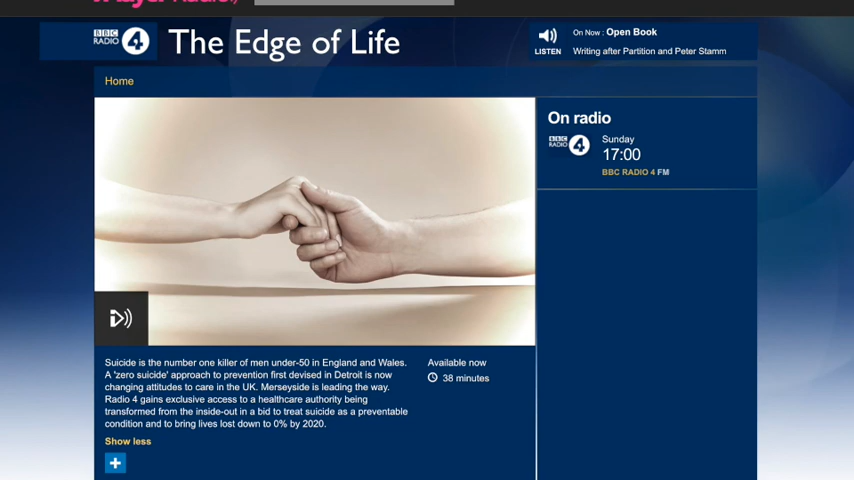 iPlayer Radio
BBC RADIO 4
The Edge of Life
LISTEN
On Now : Open Book
Writing after Partition and Peter Stamm
Home
On radio
BBC RADIO 4
Sunday
17:00
BBC RADIO 4 FM
Suicide is the number one killer of men under-50 in England and Wales.
A 'zero suicide' approach to prevention first devised in Detroit is now
changing attitudes to care in the UK. Merseyside is leading the way.
Radio 4 gains exclusive access to a healthcare authority being
transformed from the inside-out in a bid to treat suicide as a preventable
condition and to bring lives lost down to 0% by 2020.
Show less
Available now
38 minutes